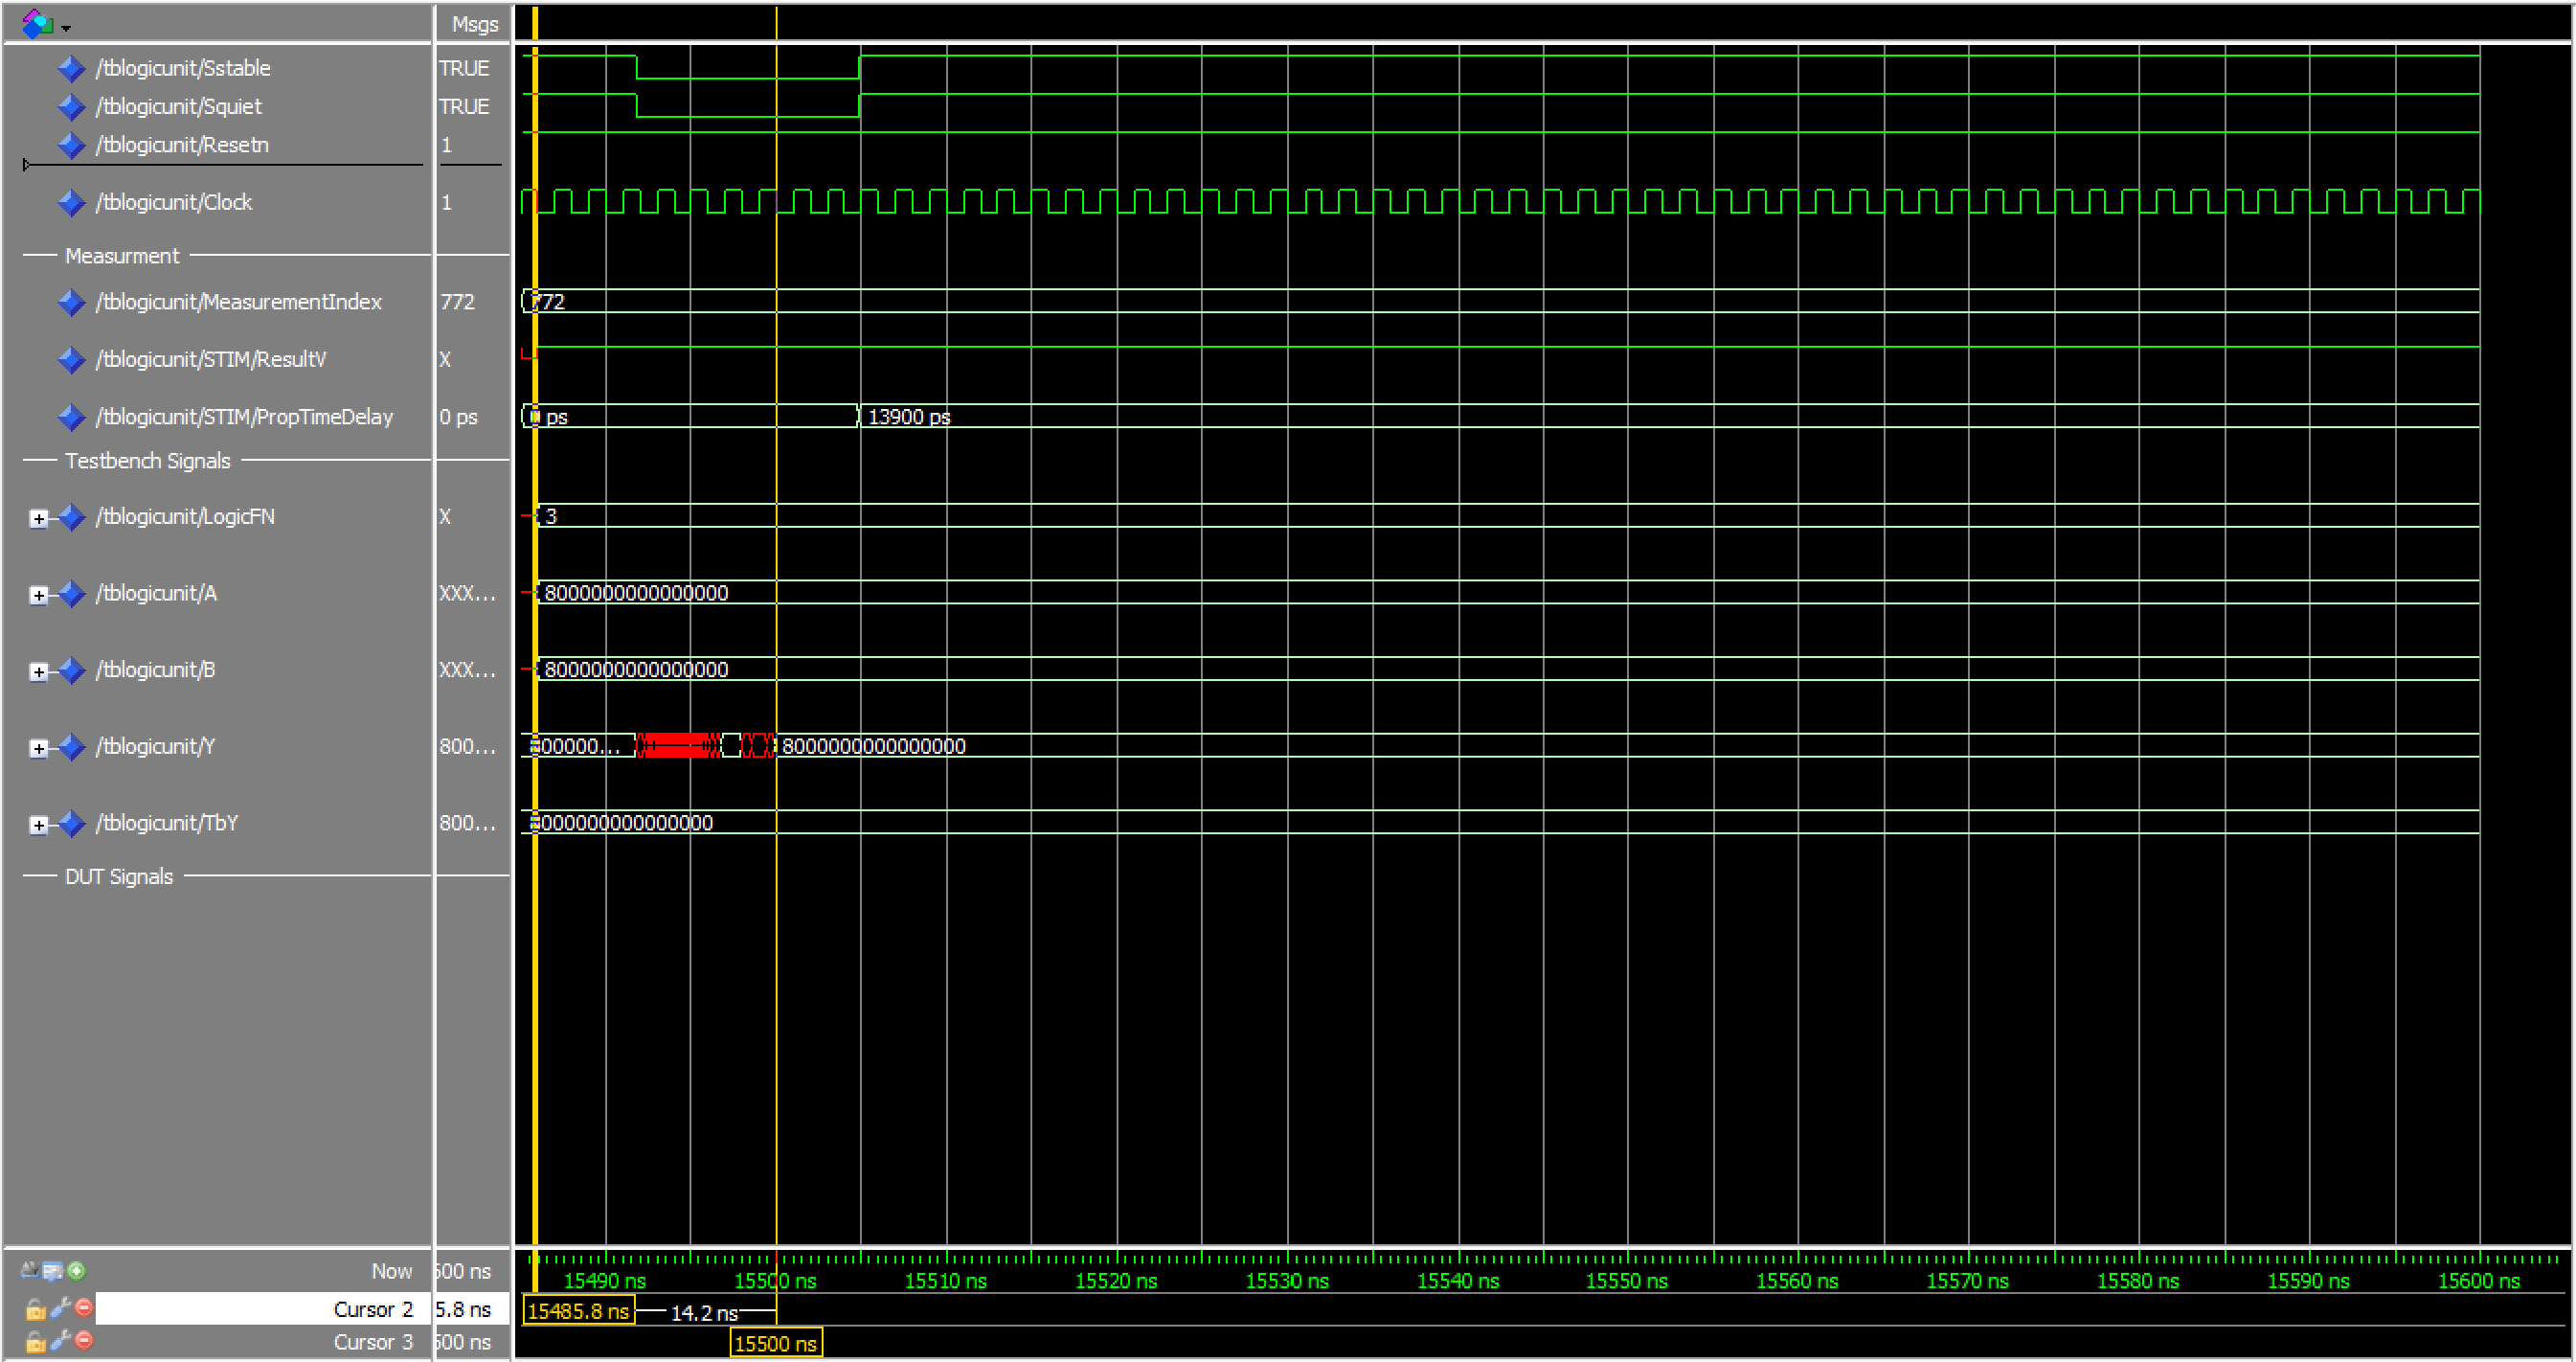 Msgs
/tblogicunit/Sstable TRUE
/tblogicunit/Squiet TRUE
/tblogicunit/Resetn 1
/tblogicunit/Clock 1
Measurment
/tblogicunit/MeasurementIndex 772 772
/tblogicunit/STIM/ResultV X
/tblogicunit/STIM/PropTimeDelay 0 ps 0 ps 13900 ps
Testbench Signals
/tblogicunit/LogicFN X 3
/tblogicunit/A XXX... 8000000000000000
/tblogicunit/B XXX... 8000000000000000
/tblogicunit/Y 800... 800000... 8000000000000000
/tblogicunit/TbY 800... 8000000000000000
DUT Signals
Now 500 ns 15490 ns 15500 ns 15510 ns 15520 ns 15530 ns 15540 ns 15550 ns 15560 ns 15570 ns 15580 ns 15590 ns 15600 ns
Cursor 2 5.8 ns 15485.8 ns 14.2 ns
Cursor 3 500 ns 15500 ns